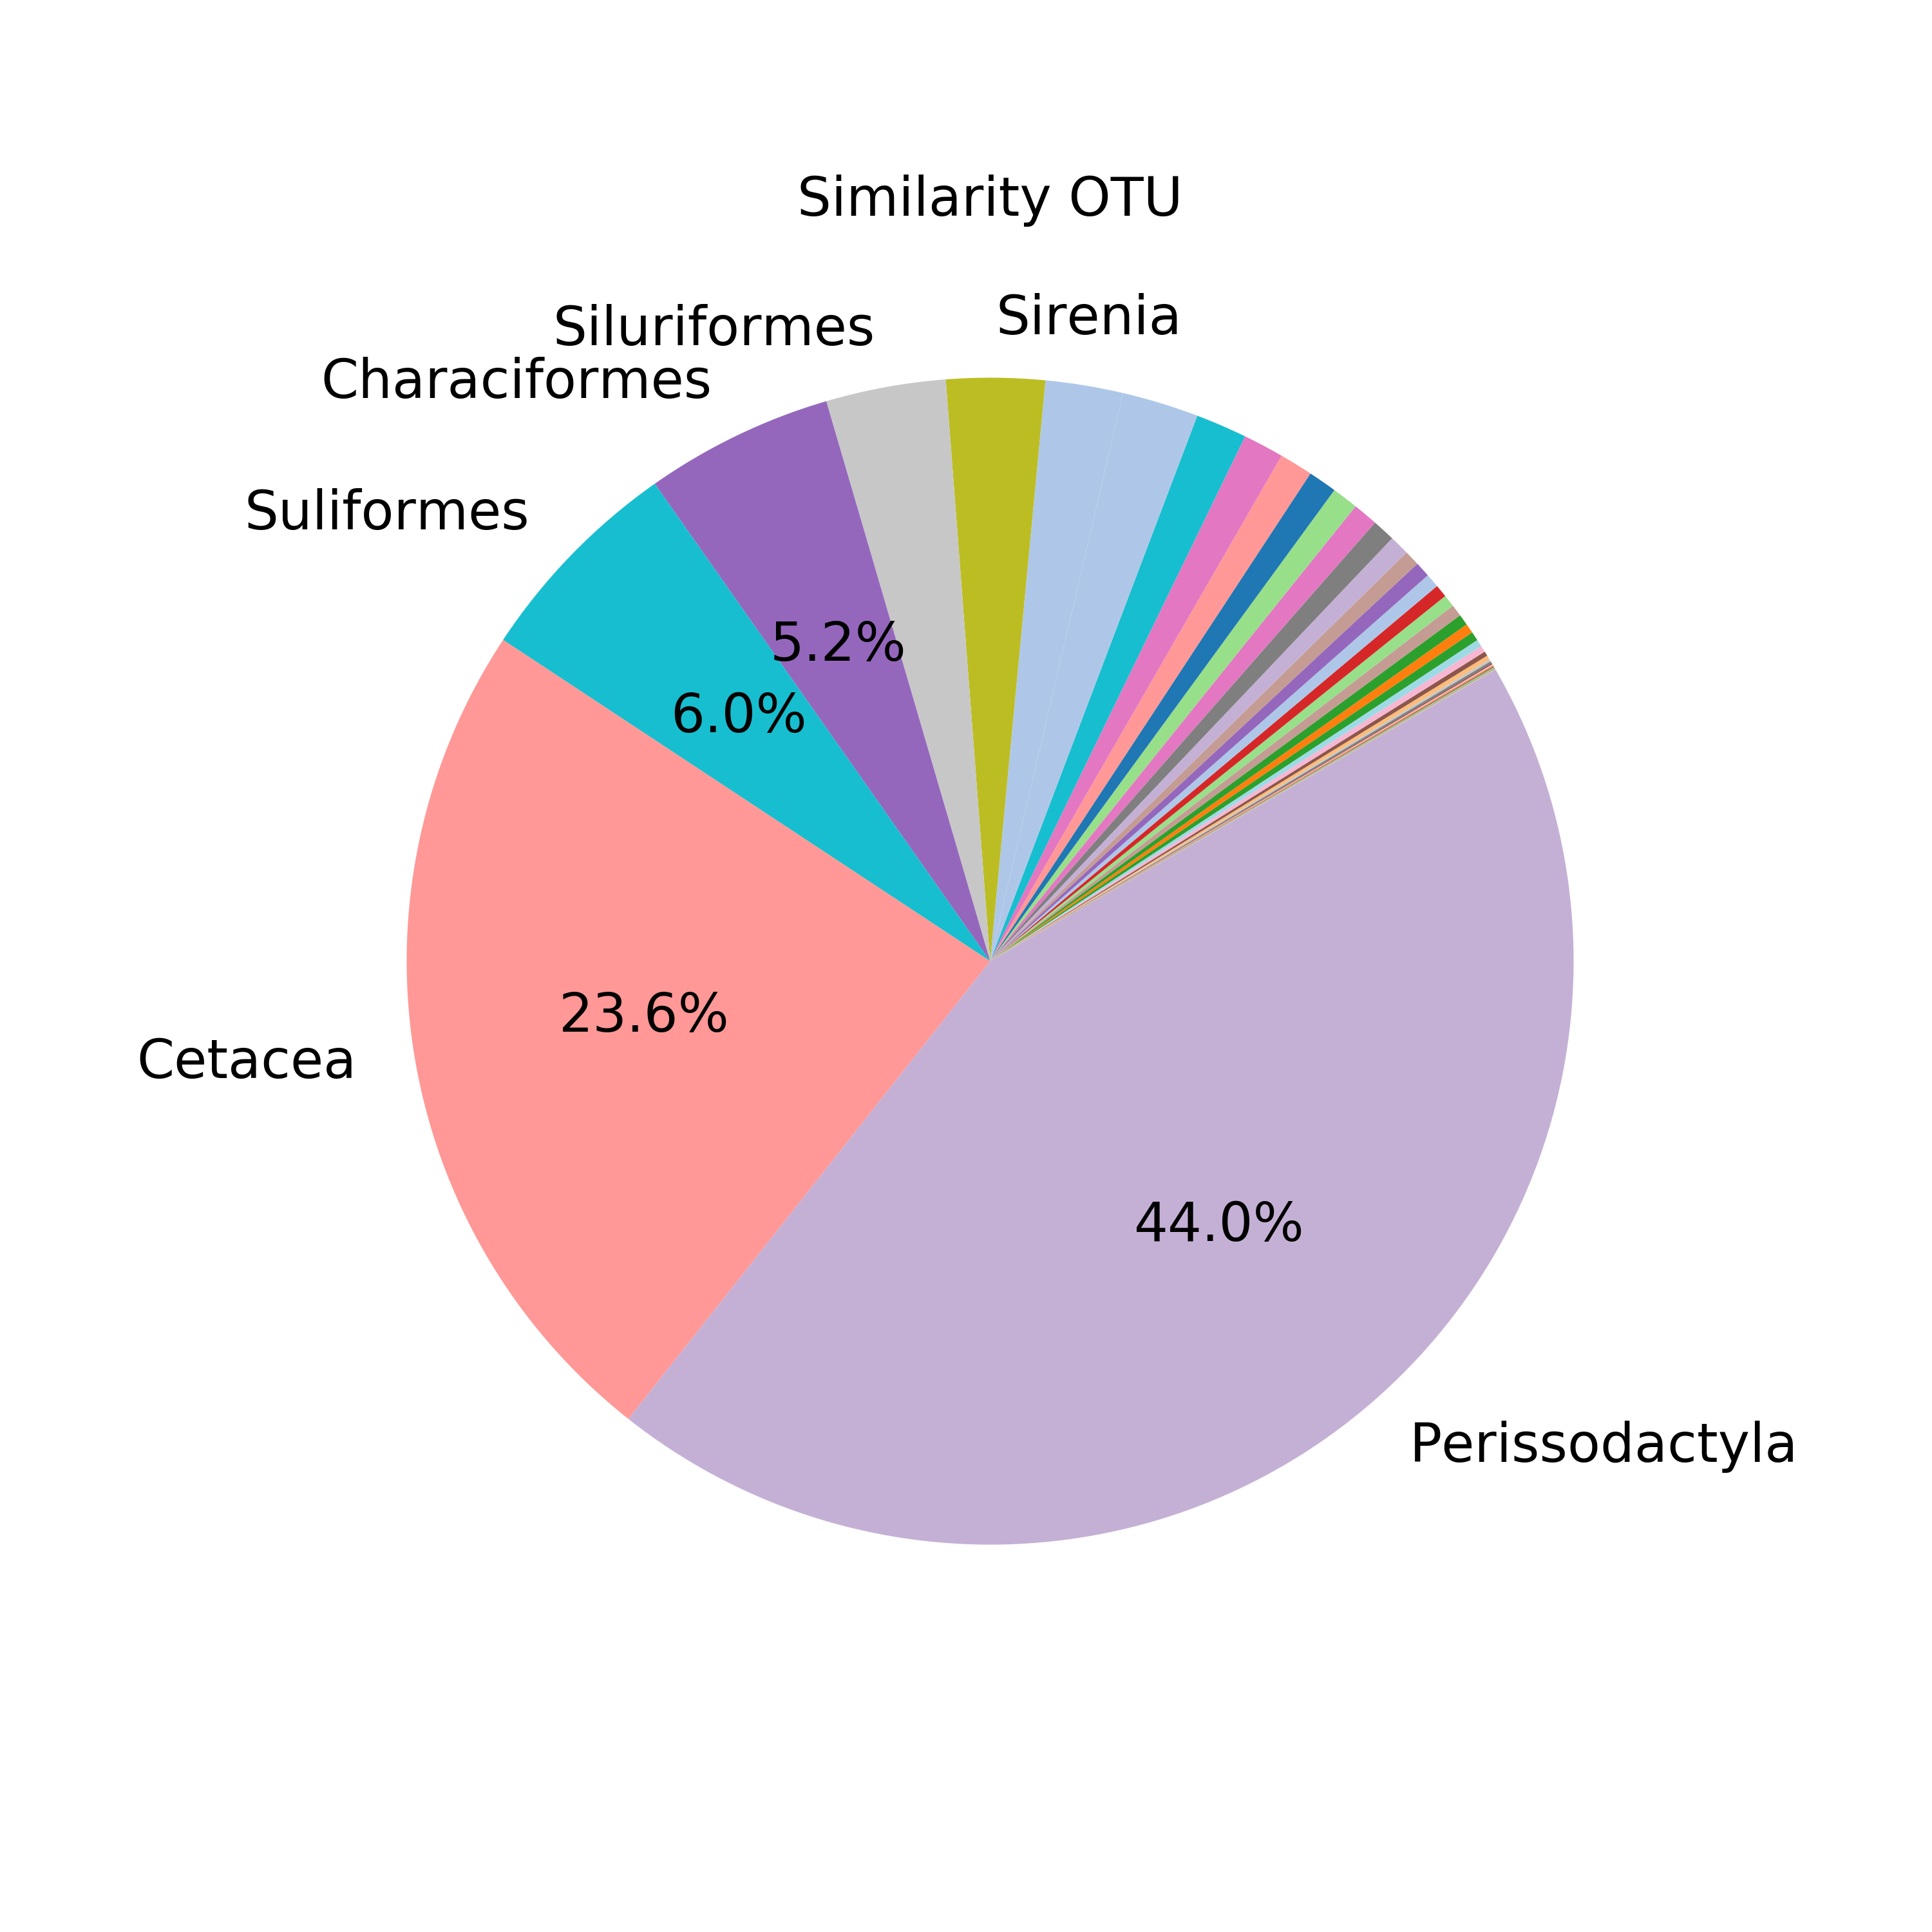 Similarity OTU
Sirenia
Siluriformes
Characiformes
Suliformes
5.2%
6.0%
23.6%
Cetacea
44.0%
Perissodactyla